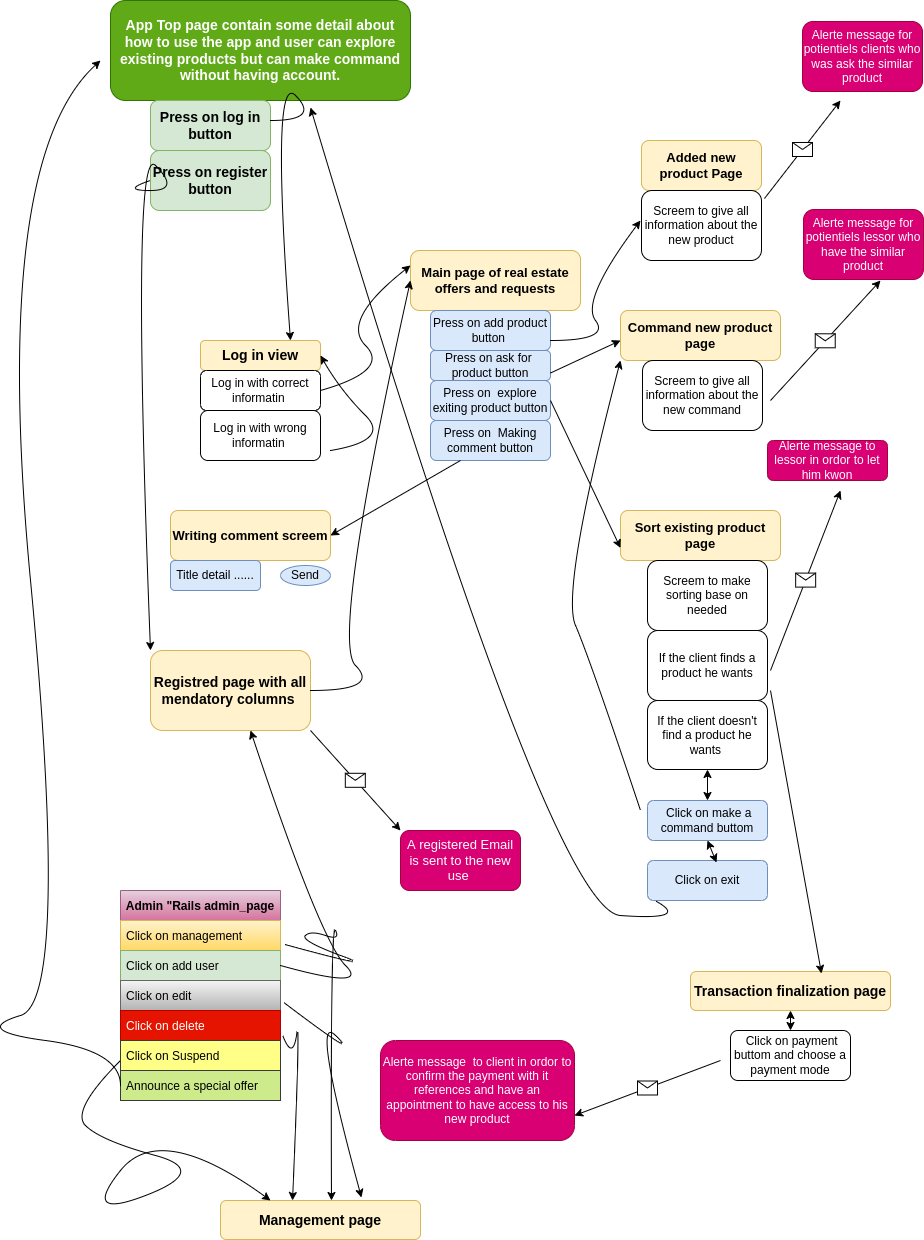 App Top page contain some detail about
how to use the app and user can explore
existing products but can make command
without having account.
Press on log in
button
Press on register
button
Alerte message for
potientiels clients who
was ask the similar
product
Added new
product Page
Screem to give all
information about the
new product
Alerte message for
potientiels lessor who
have the similar
product
Main page of real estate
offers and requests
Press on add product
button
Press on ask for
product button
Press on  explore
exiting product button
Press on  Making
comment button
Command new product
page
Screem to give all
information about the
new command
Log in view
Log in with correct
informatin
Log in with wrong
informatin
Alerte message to
lessor in ordor to let
him kwon
Writing comment screem
Title detail ......
Send
Sort existing product
page
Screem to make
sorting base on
needed
If the client finds a
product he wants
If the client doesn't
find a product he
wants
Click on make a
command buttom
Click on exit
Registred page with all
mendatory columns
A registered Email
is sent to the new
use
Admin "Rails admin_page
Click on management
Click on add user
Click on edit
Click on delete
Click on Suspend
Announce a special offer
Transaction finalization page
Click on payment
buttom and choose a
payment mode
Alerte message  to client in ordor to
confirm the payment with it
references and have an
appointment to have access to his
new product
Management page